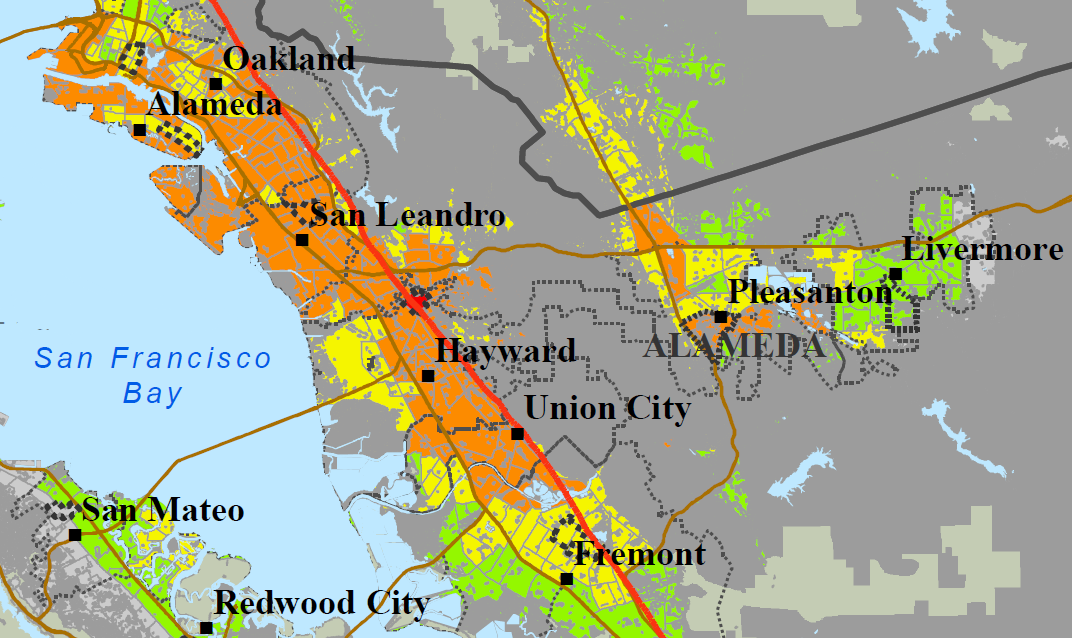 Oakland
Alameda
San Leandro
Livermore
Pleasanton
ALAMEDA
San Francisco
Bay
Hayward
Union City
San Mateo
Fremont
Redwood City